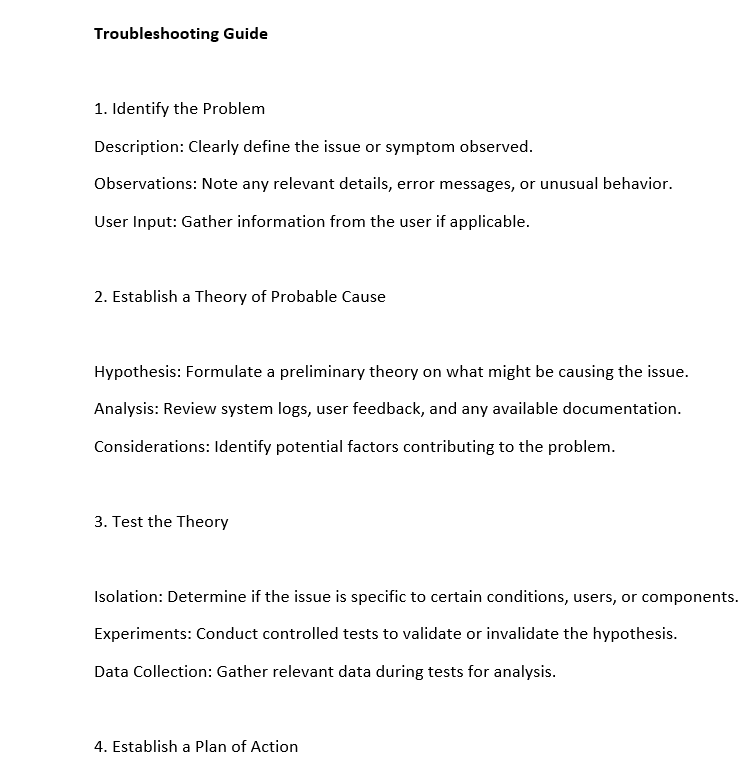 Troubleshooting Guide
1. Identify the Problem
Description: Clearly define the issue or symptom observed.
Observations: Note any relevant details, error messages, or unusual behavior.
User Input: Gather information from the user if applicable.
2. Establish a Theory of Probable Cause
Hypothesis: Formulate a preliminary theory on what might be causing the issue.
Analysis: Review system logs, user feedback, and any available documentation.
Considerations: Identify potential factors contributing to the problem.
3. Test the Theory
Isolation: Determine if the issue is specific to certain conditions, users, or components.
Experiments: Conduct controlled tests to validate or invalidate the hypothesis.
Data Collection: Gather relevant data during tests for analysis.
4. Establish a Plan of Action